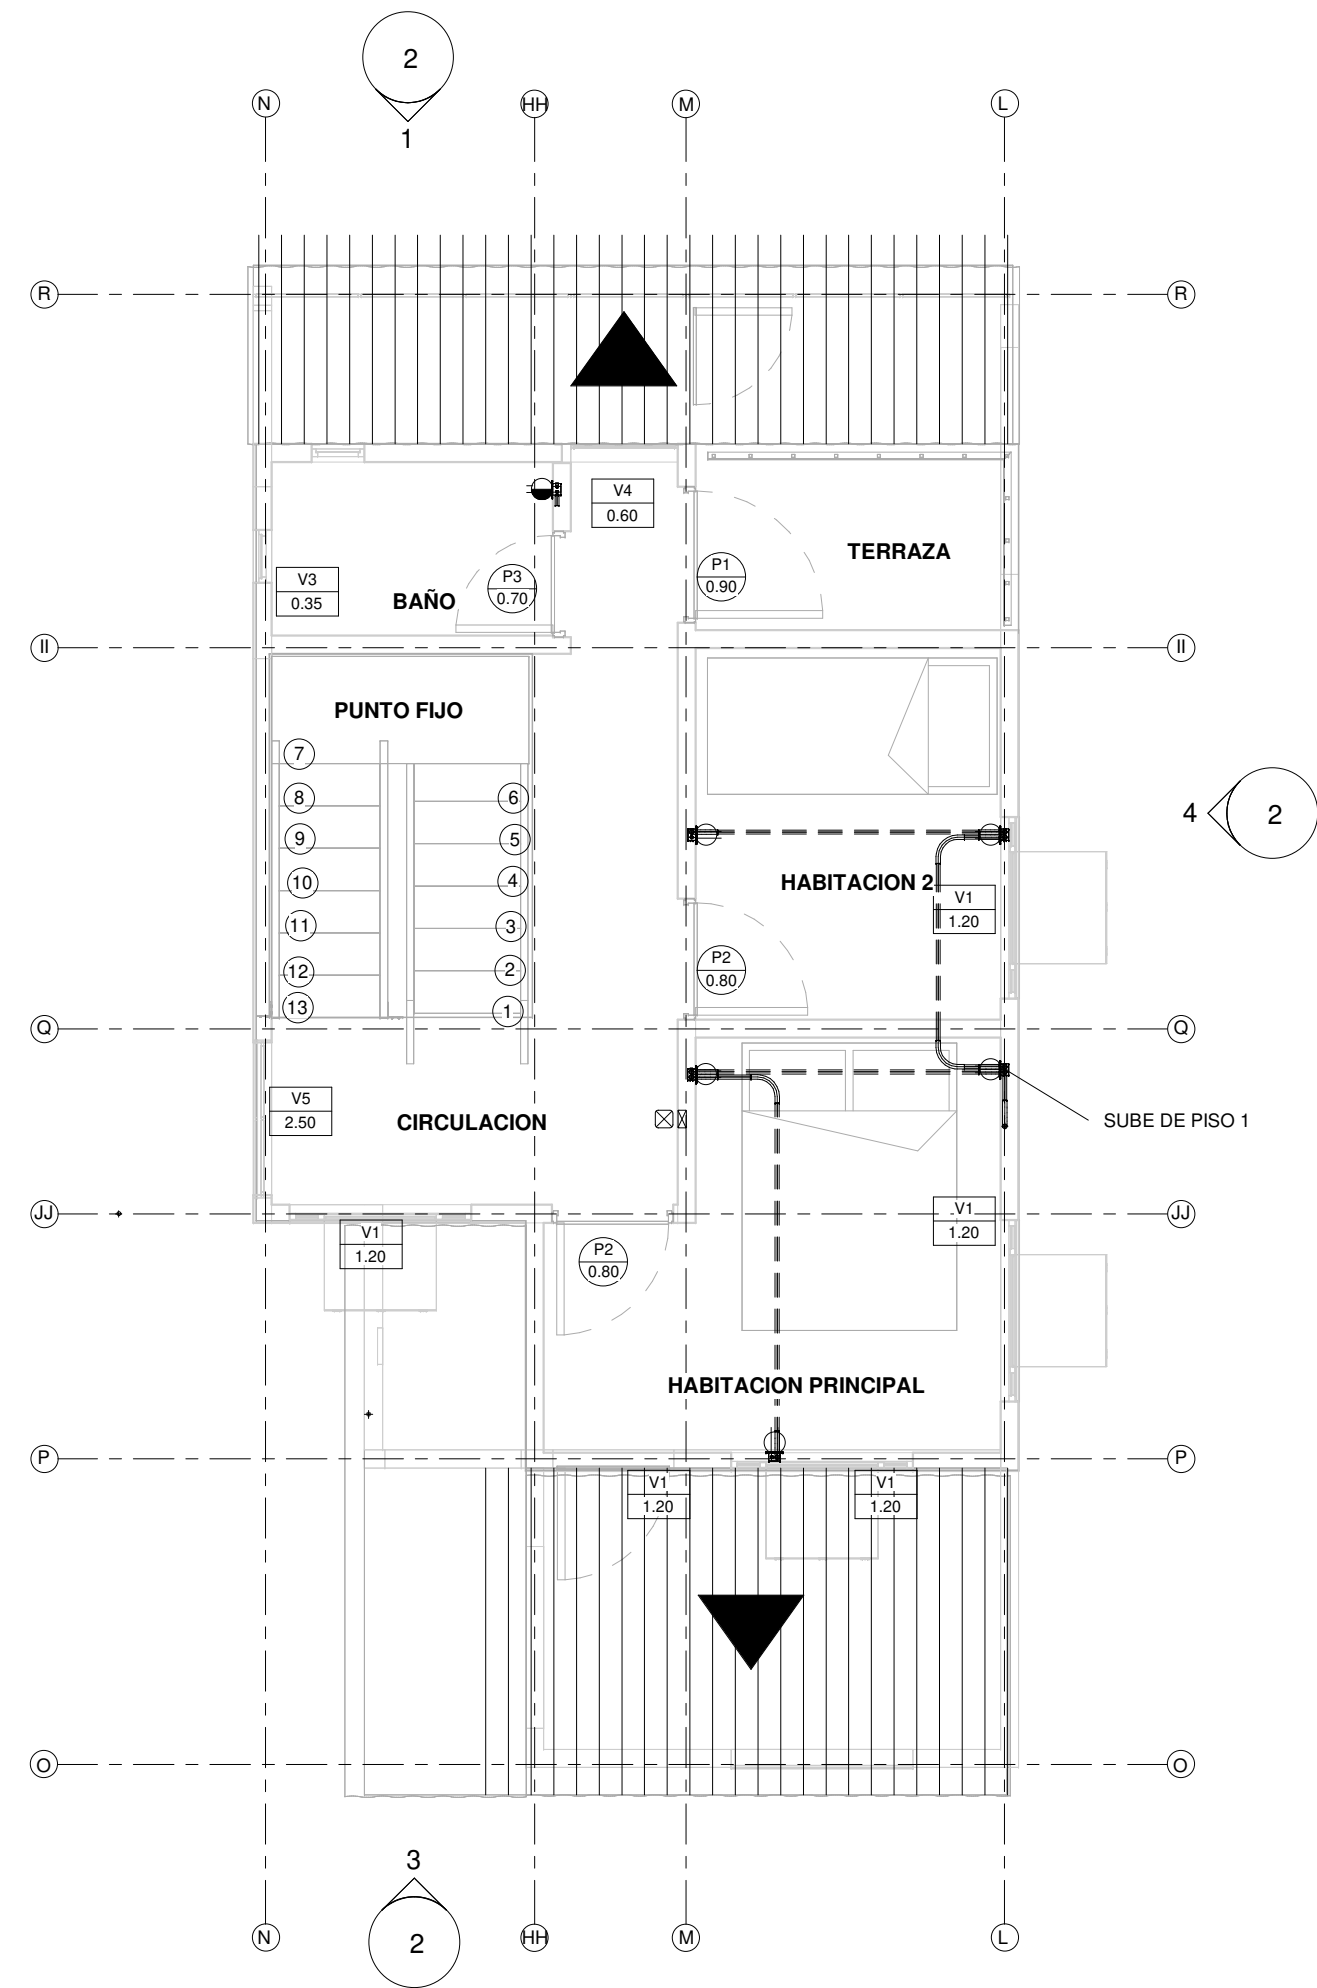 2
1
N
HH
M
L
R
R
V4
0.60
TERRAZA
P1
0.90
P3
0.70
V3
0.35
BAÑO
II
II
PUNTO FIJO
7
8
6
9
5
10
4
11
3
12
2
13
1
4
2
HABITACION 2
V1
1.20
P2
0.80
Q
Q
V5
2.50
CIRCULACION
SUBE DE PISO 1
JJ
JJ
V1
1.20
V1
1.20
P2
0.80
HABITACION PRINCIPAL
P
P
V1
1.20
V1
1.20
O
O
3
2
N
HH
M
L